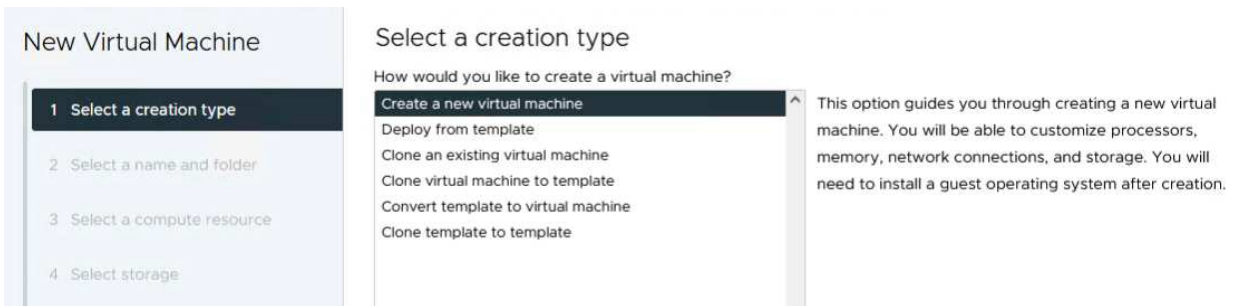 New Virtual Machine
1 Select a creation type
2 Select a name and folder
3 Select a compute resource
4 Select storage
Select a creation type
How would you like to create a virtual machine?
Create a new virtual machine
Deploy from template
Clone an existing virtual machine
Clone virtual machine to template
Convert template to virtual machine
Clone template to template
This option guides you through creating a new virtual
machine. You will be able to customize processors,
memory, network connections, and storage. You will
need to install a guest operating system after creation.